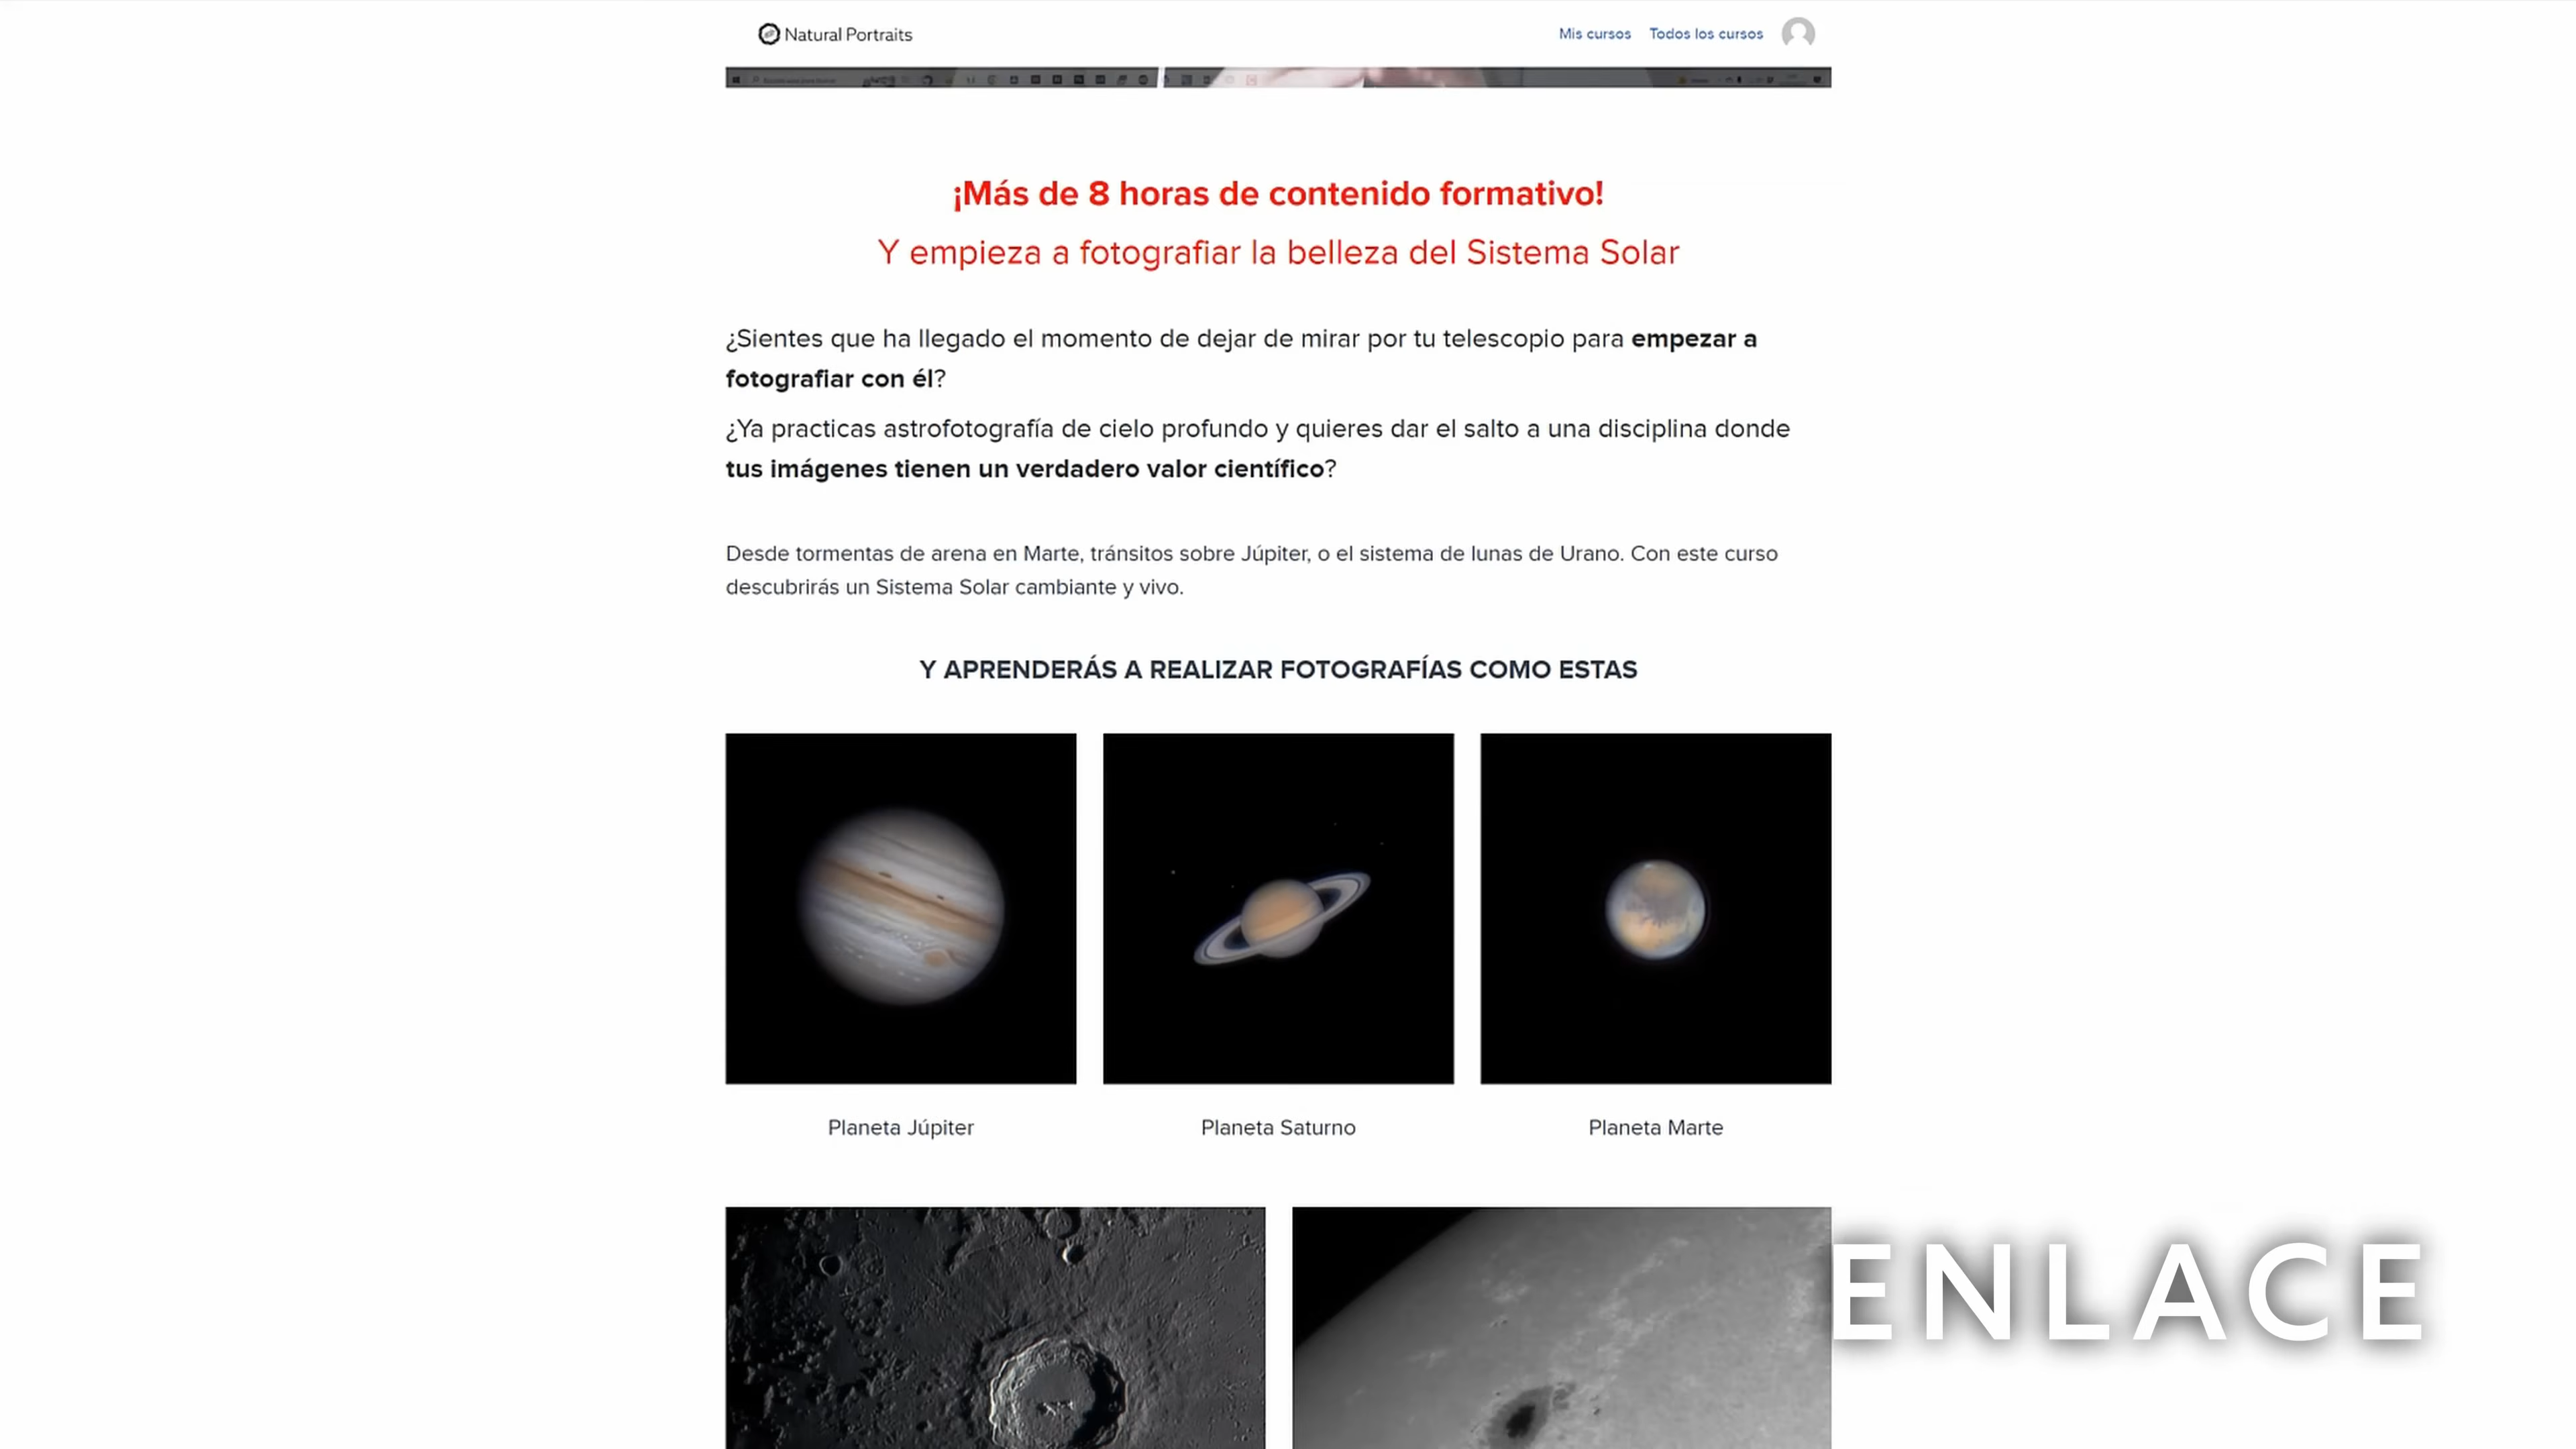 Natural Portraits
Mis cursos Todos los cursos
¡Más de 8 horas de contenido formativo!
Y empieza a fotografiar la belleza del Sistema Solar
¿Sientes que ha llegado el momento de dejar de mirar por tu telescopio para empezar a
fotografiar con él?
¿Ya practicas astrofotografía de cielo profundo y quieres dar el salto a una disciplina donde
tus imágenes tienen un verdadero valor científico?
Desde tormentas de arena en Marte, tránsitos sobre Júpiter, o el sistema de lunas de Urano. Con este curso
descubrirás un Sistema Solar cambiante y vivo.
Y APRENDERÁS A REALIZAR FOTOGRAFÍAS COMO ESTAS
Planeta Júpiter
Planeta Saturno
Planeta Marte
ENLACE